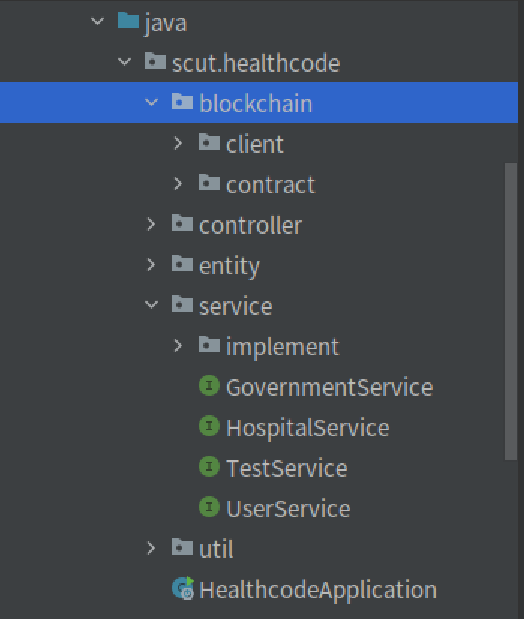 java
scut.healthcode
blockchain
client
contract
controller
entity
service
implement
GovernmentService
HospitalService
TestService
UserService
util
HealthcodeApplication